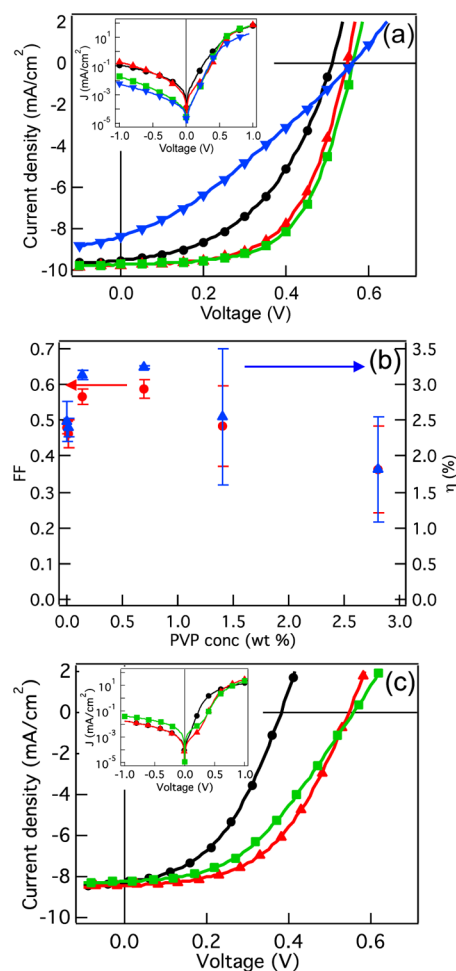 (a)
Current density (mA/cm2)
2
0
-2
-4
-6
-8
-10
0.0 0.2 0.4 0.6
Voltage (V)
J (mA/cm2)
10^1
10^-1
10^-3
10^-5
-1.0 -0.5 0.0 0.5 1.0
Voltage (V)
(b)
FF
0.7
0.6
0.5
0.4
0.3
0.2
0.1
0.0
3.5
3.0
2.5
2.0
1.5
1.0
0.5
0.0
η (%)
0.0 0.5 1.0 1.5 2.0 2.5 3.0
PVP conc (wt %)
(c)
Current density (mA/cm2)
2
0
-2
-4
-6
-8
-10
0.0 0.2 0.4 0.6
Voltage (V)
J (mA/cm2)
10^1
10^-1
10^-3
10^-5
-1.0 -0.5 0.0 0.5 1.0
Voltage (V)